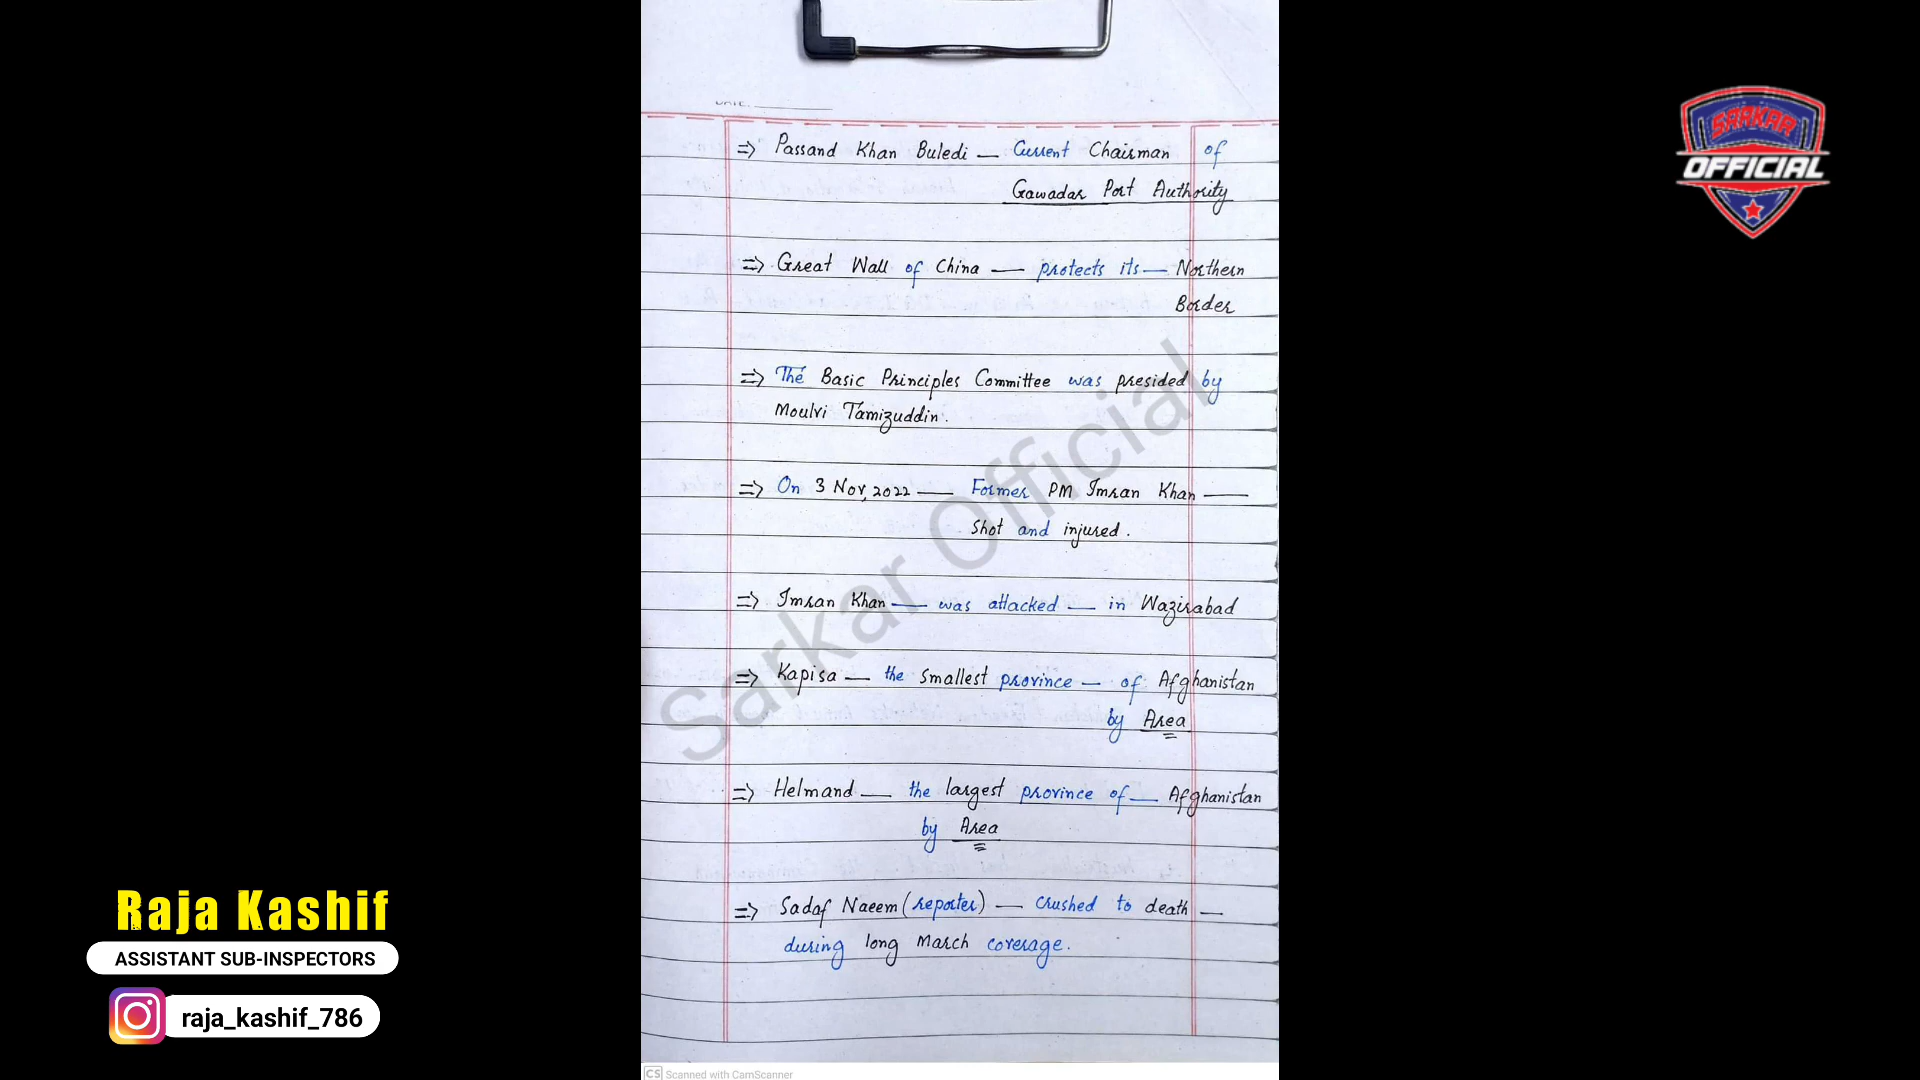 DATE:
⇒ Passand Khan Buledi — Current Chairman of
Gawadar Port Authority
⇒ Great Wall of China — protects its — Northern
Border
⇒ The Basic Principles Committee was presided by
Moulvi Tamizuddin.
⇒ On 3 Nov, 2022 — Former PM Imran Khan —
Shot and injured.
⇒ Imran Khan — was attacked — in Wazirabad
⇒ Kapisa — the smallest province — of Afghanistan
by Area
⇒ Helmand — the largest province of — Afghanistan
by Area
⇒ Sadaf Naeem (reporter) — crushed to death —
during long March coverage.
Sarkar Official
CS Scanned with CamScanner
SARKAR
OFFICIAL
Raja Kashif
ASSISTANT SUB-INSPECTORS
raja_kashif_786